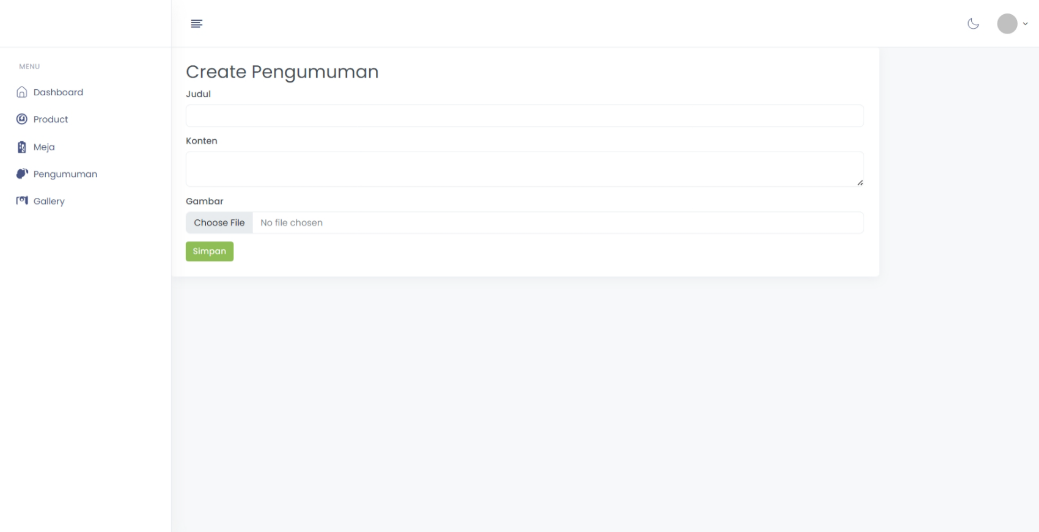 MENU
Dashboard
Product
Meja
Pengumuman
Gallery
Create Pengumuman
Judul
Konten
Gambar
Choose File No file chosen
Simpan